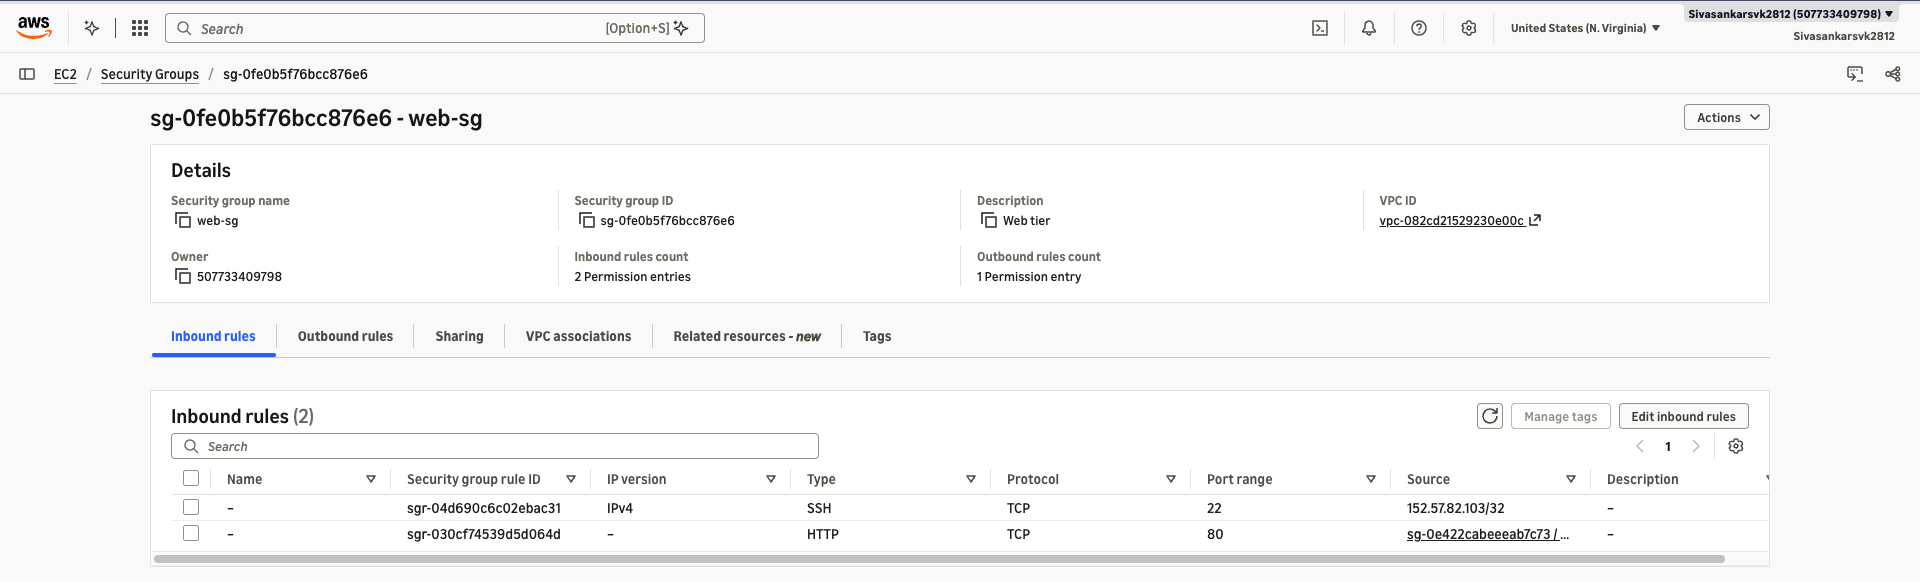 aws
Search [Option+S]
United States (N. Virginia)
Sivasankarsvk2812 (507733409798)
Sivasankarsvk2812
EC2 / Security Groups / sg-0fe0b5f76bcc876e6
sg-0fe0b5f76bcc876e6 - web-sg
Actions
Details
Security group name
web-sg
Security group ID
sg-0fe0b5f76bcc876e6
Description
Web tier
VPC ID
vpc-082cd21529230e00c
Owner
507733409798
Inbound rules count
2 Permission entries
Outbound rules count
1 Permission entry
Inbound rules Outbound rules Sharing VPC associations Related resources - new Tags
Inbound rules (2)
Manage tags Edit inbound rules
Search
1
Name Security group rule ID IP version Type Protocol Port range Source Description
– sgr-04d690c6c02ebac31 IPv4 SSH TCP 22 152.57.82.103/32 –
– sgr-030cf74539d5d064d – HTTP TCP 80 sg-0e422cabeeeab7c73 / ... –